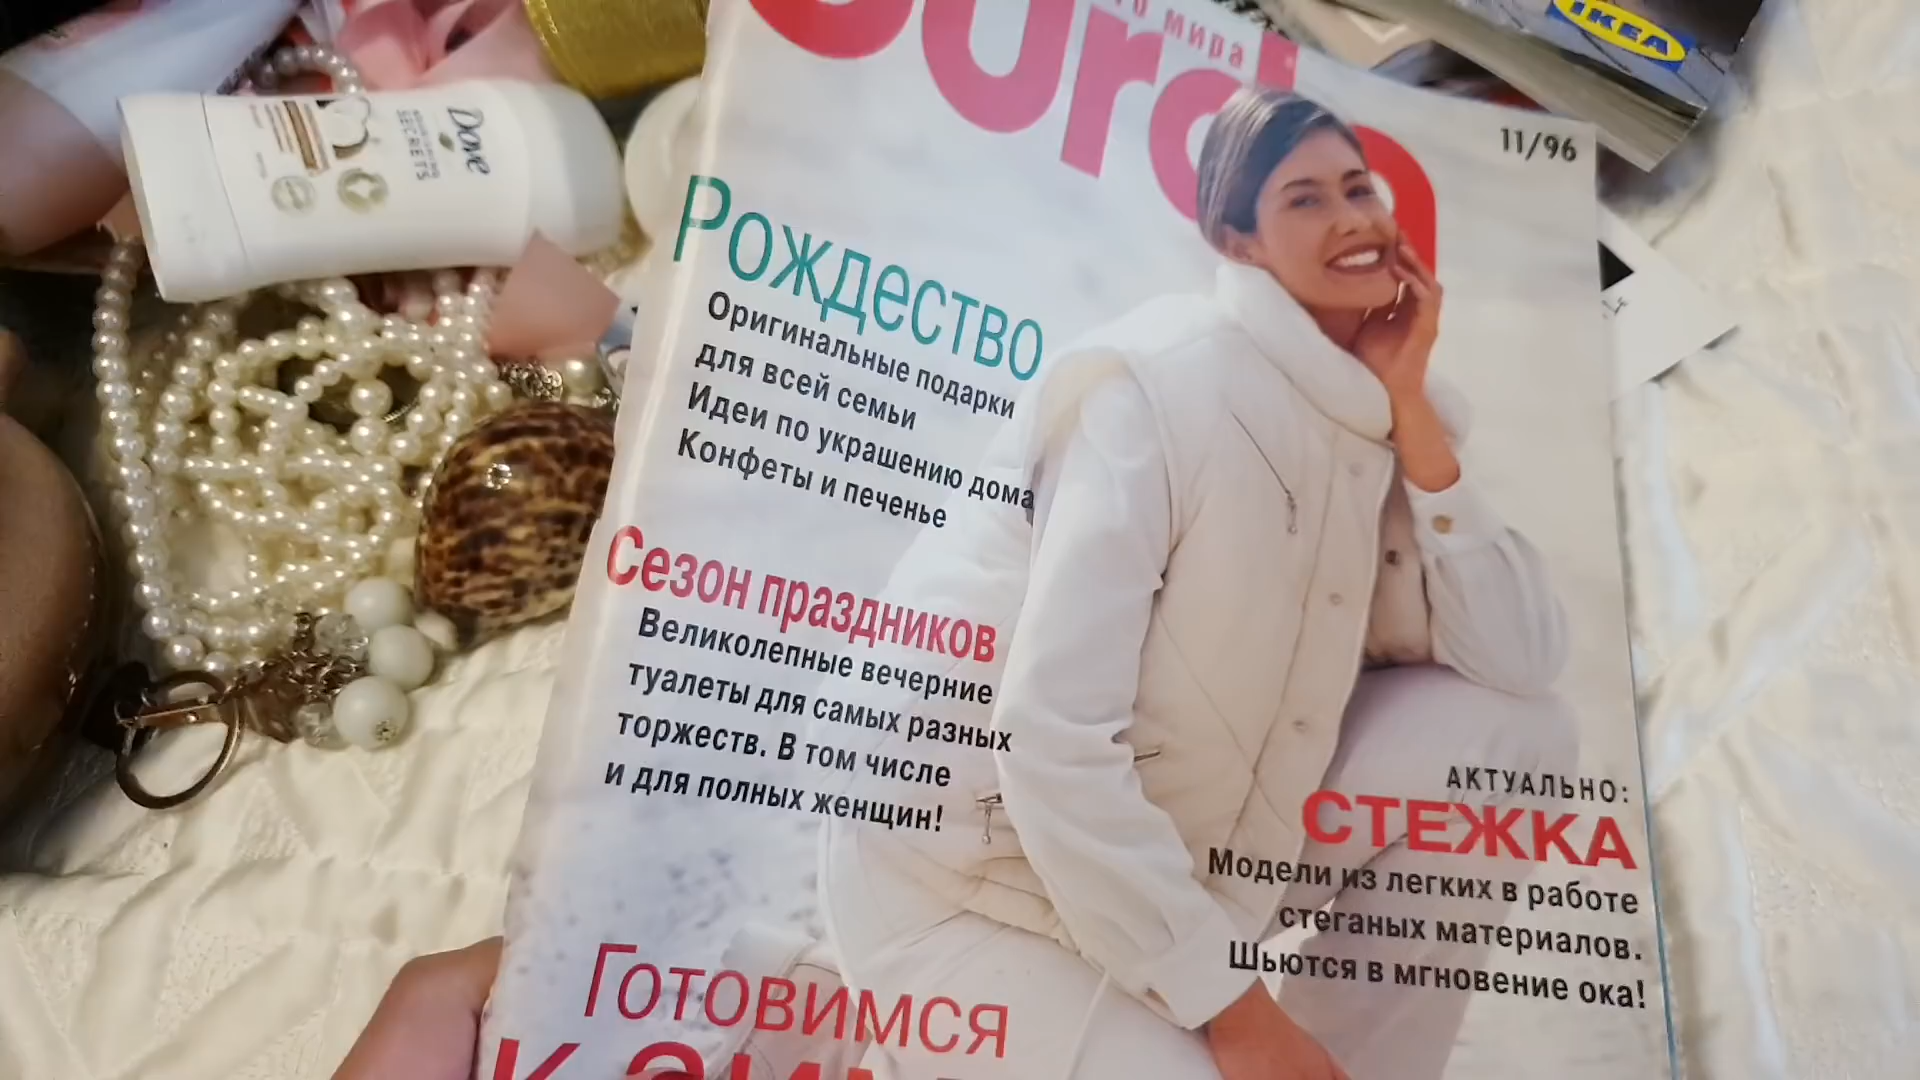 burda
мира
IKEA
11/96
Dove
SECRETS
Рождество
Оригинальные подарки
для всей семьи
Идеи по украшению дома
Конфеты и печенье
Сезон праздников
Великолепные вечерние
туалеты для самых разных
торжеств. В том числе
и для полных женщин!
АКТУАЛЬНО:
СТЕЖКА
Модели из легких в работе
стеганых материалов.
Шьются в мгновение ока!
Готовимся
к зим